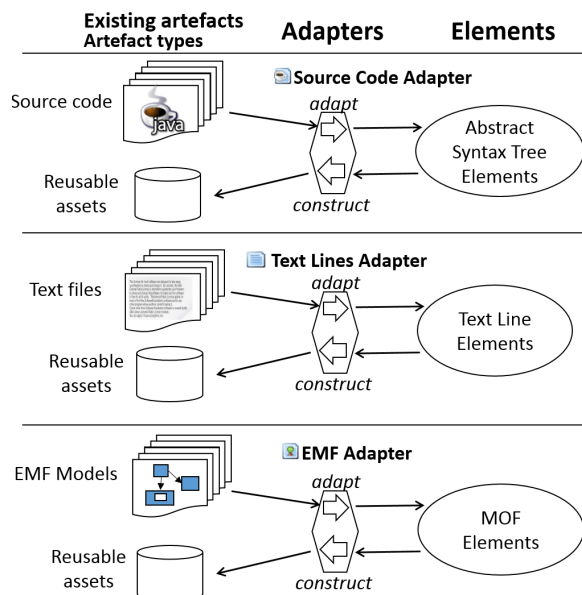 Existing artefacts
Artefact types
Adapters
Elements
Source Code Adapter
Source code
java
adapt
Abstract
Syntax Tree
Elements
Reusable
assets
construct
Text Lines Adapter
Text files
adapt
Text Line
Elements
Reusable
assets
construct
EMF Adapter
EMF Models
adapt
MOF
Elements
Reusable
assets
construct